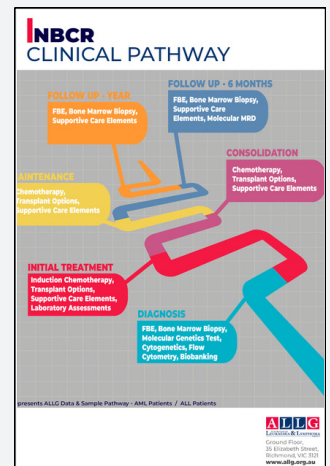 NBCR
CLINICAL PATHWAY
FOLLOW UP - YEAR
FBE, Bone Marrow Biopsy,
Supportive Care Elements
FOLLOW UP - 6 MONTHS
FBE, Bone Marrow Biopsy,
Supportive Care
Elements, Molecular MRD
CONSOLIDATION
Chemotherapy,
Transplant Options,
Supportive Care Elements
AINTENANCE
Chemotherapy,
Transplant Options,
Supportive Care Elements
INITIAL TREATMENT
Induction Chemotherapy,
Transplant Options,
Supportive Care Elements,
Laboratory Assessments
DIAGNOSIS
FBE, Bone Marrow Biopsy,
Molecular Genetics Test,
Cytogenetics, Flow
Cytometry, Biobanking
presents ALLG Data & Sample Pathway - AML Patients / ALL Patients
ALLG
Leukaemia & Lymphoma
Ground Floor,
35 Elizabeth Street,
Richmond, VIC 3121
www.allg.org.au